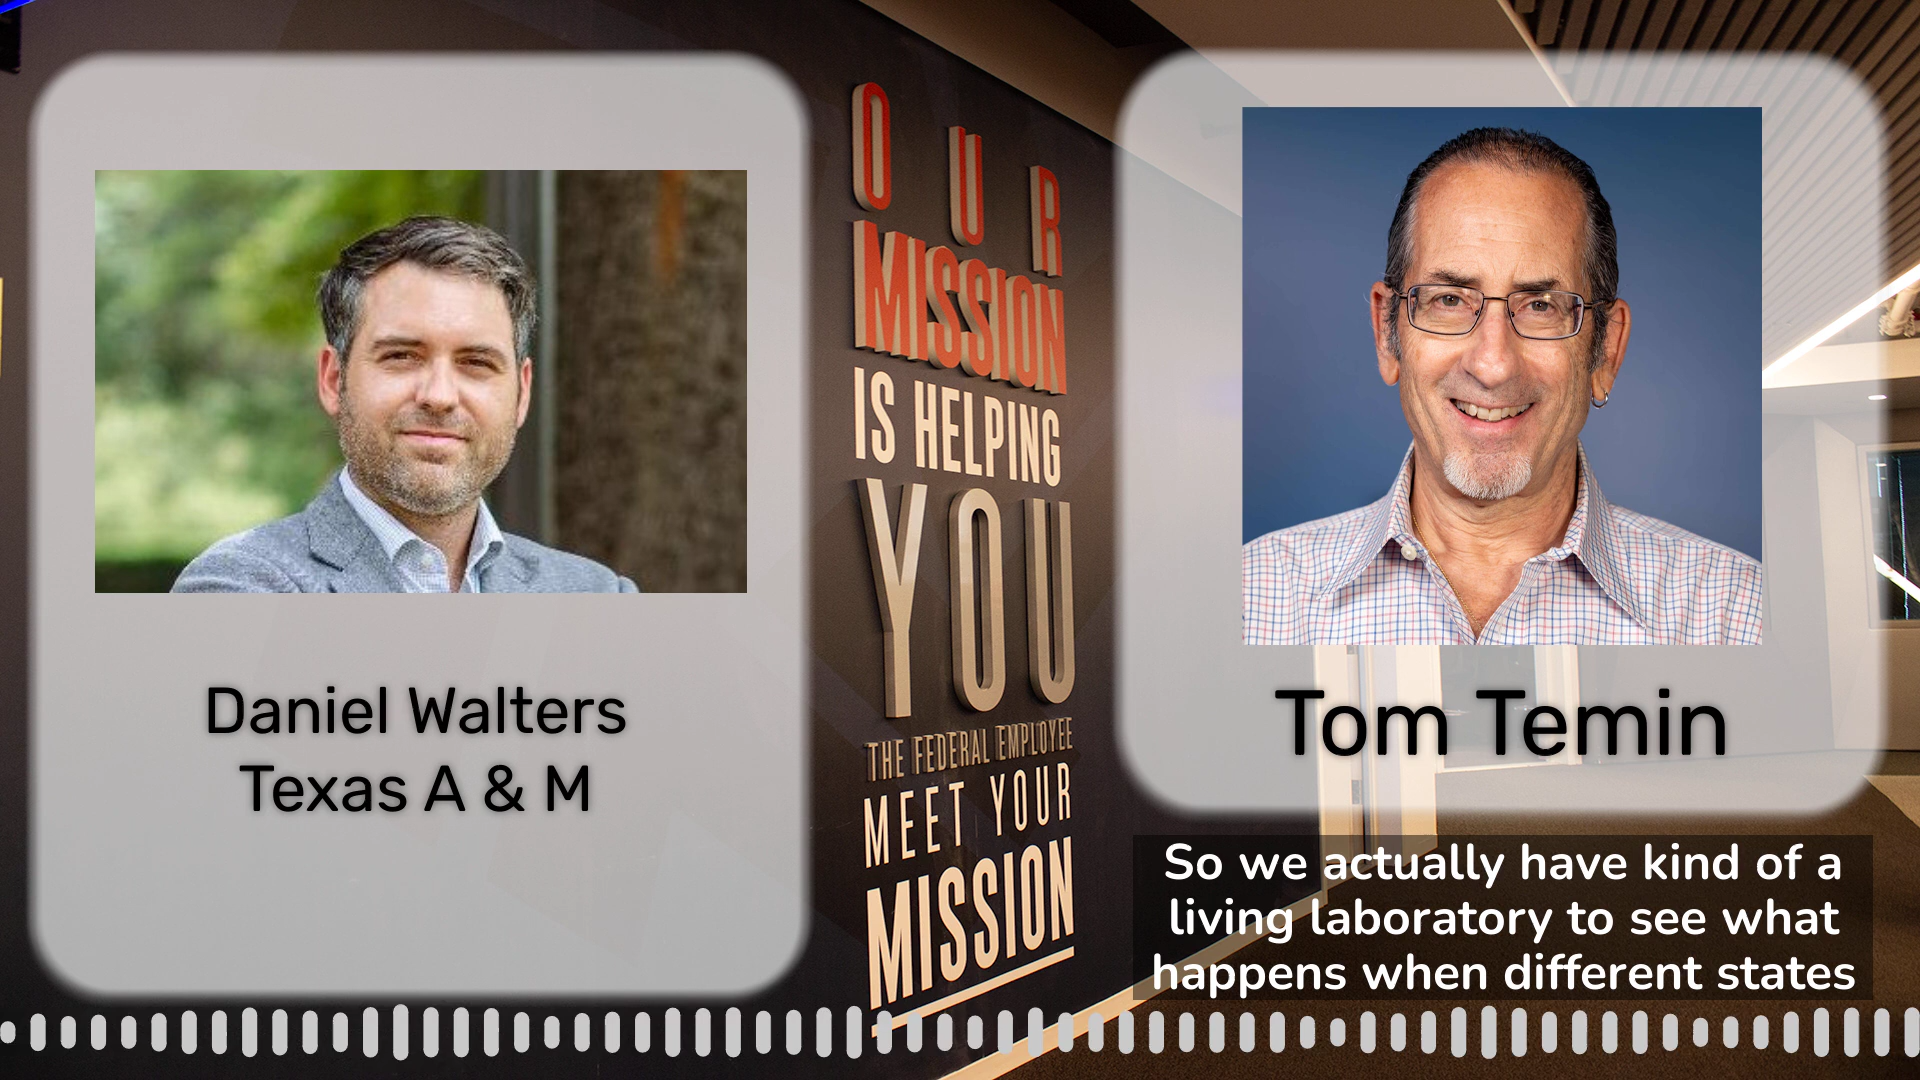 Daniel Walters
Texas A & M
OUR
MISSION
IS HELPING
YOU
THE FEDERAL EMPLOYEE
MEET YOUR
MISSION
Tom Temin
So we actually have kind of a
living laboratory to see what
happens when different states